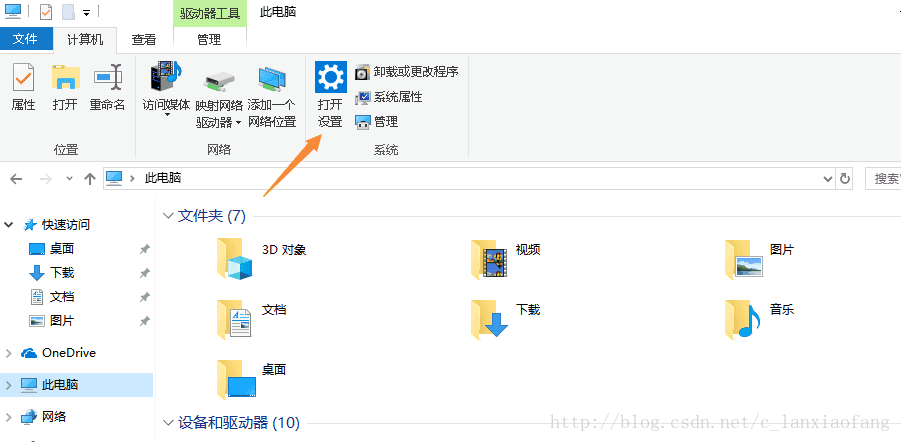 驱动器工具 此电脑
文件 计算机 查看 管理
属性 打开 重命名 访问媒体 映射网络 驱动器 添加一个 网络位置 打开 设置
卸载或更改程序
系统属性
管理
位置 网络 系统
此电脑 搜索
快速访问
桌面
下载
文档
图片
OneDrive
此电脑
网络
文件夹 (7)
3D 对象 视频 图片
文档 下载 音乐
桌面
设备和驱动器 (10)
http://blog.csdn.net/c_lanxiaofang